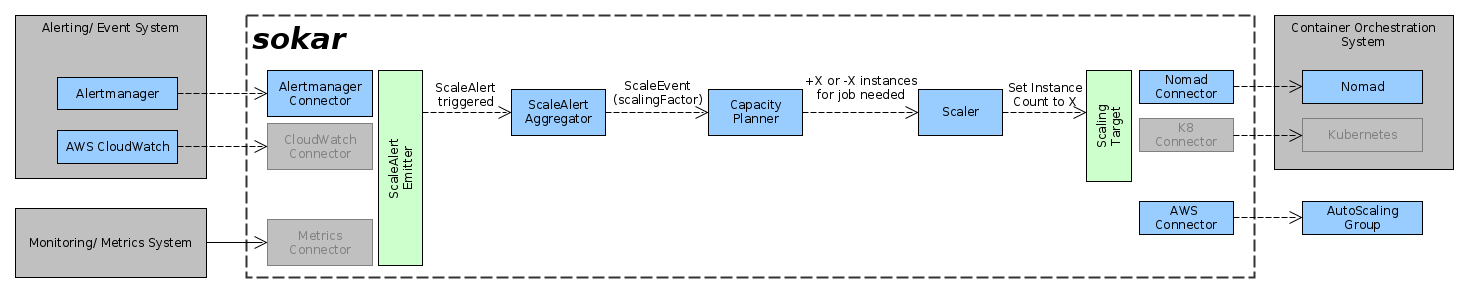 Alerting/ Event System
Alertmanager
AWS CloudWatch
Monitoring/ Metrics System
sokar
Alertmanager
Connector
CloudWatch
Connector
Metrics
Connector
ScaleAlert
Emitter
ScaleAlert
triggered
ScaleAlert
Aggregator
ScaleEvent
(scalingFactor)
Capacity
Planner
+X or -X instances
for job needed
Scaler
Set Instance
Count to X
Scaling
Target
Nomad
Connector
K8
Connector
AWS
Connector
Container Orchestration
System
Nomad
Kubernetes
AutoScaling
Group